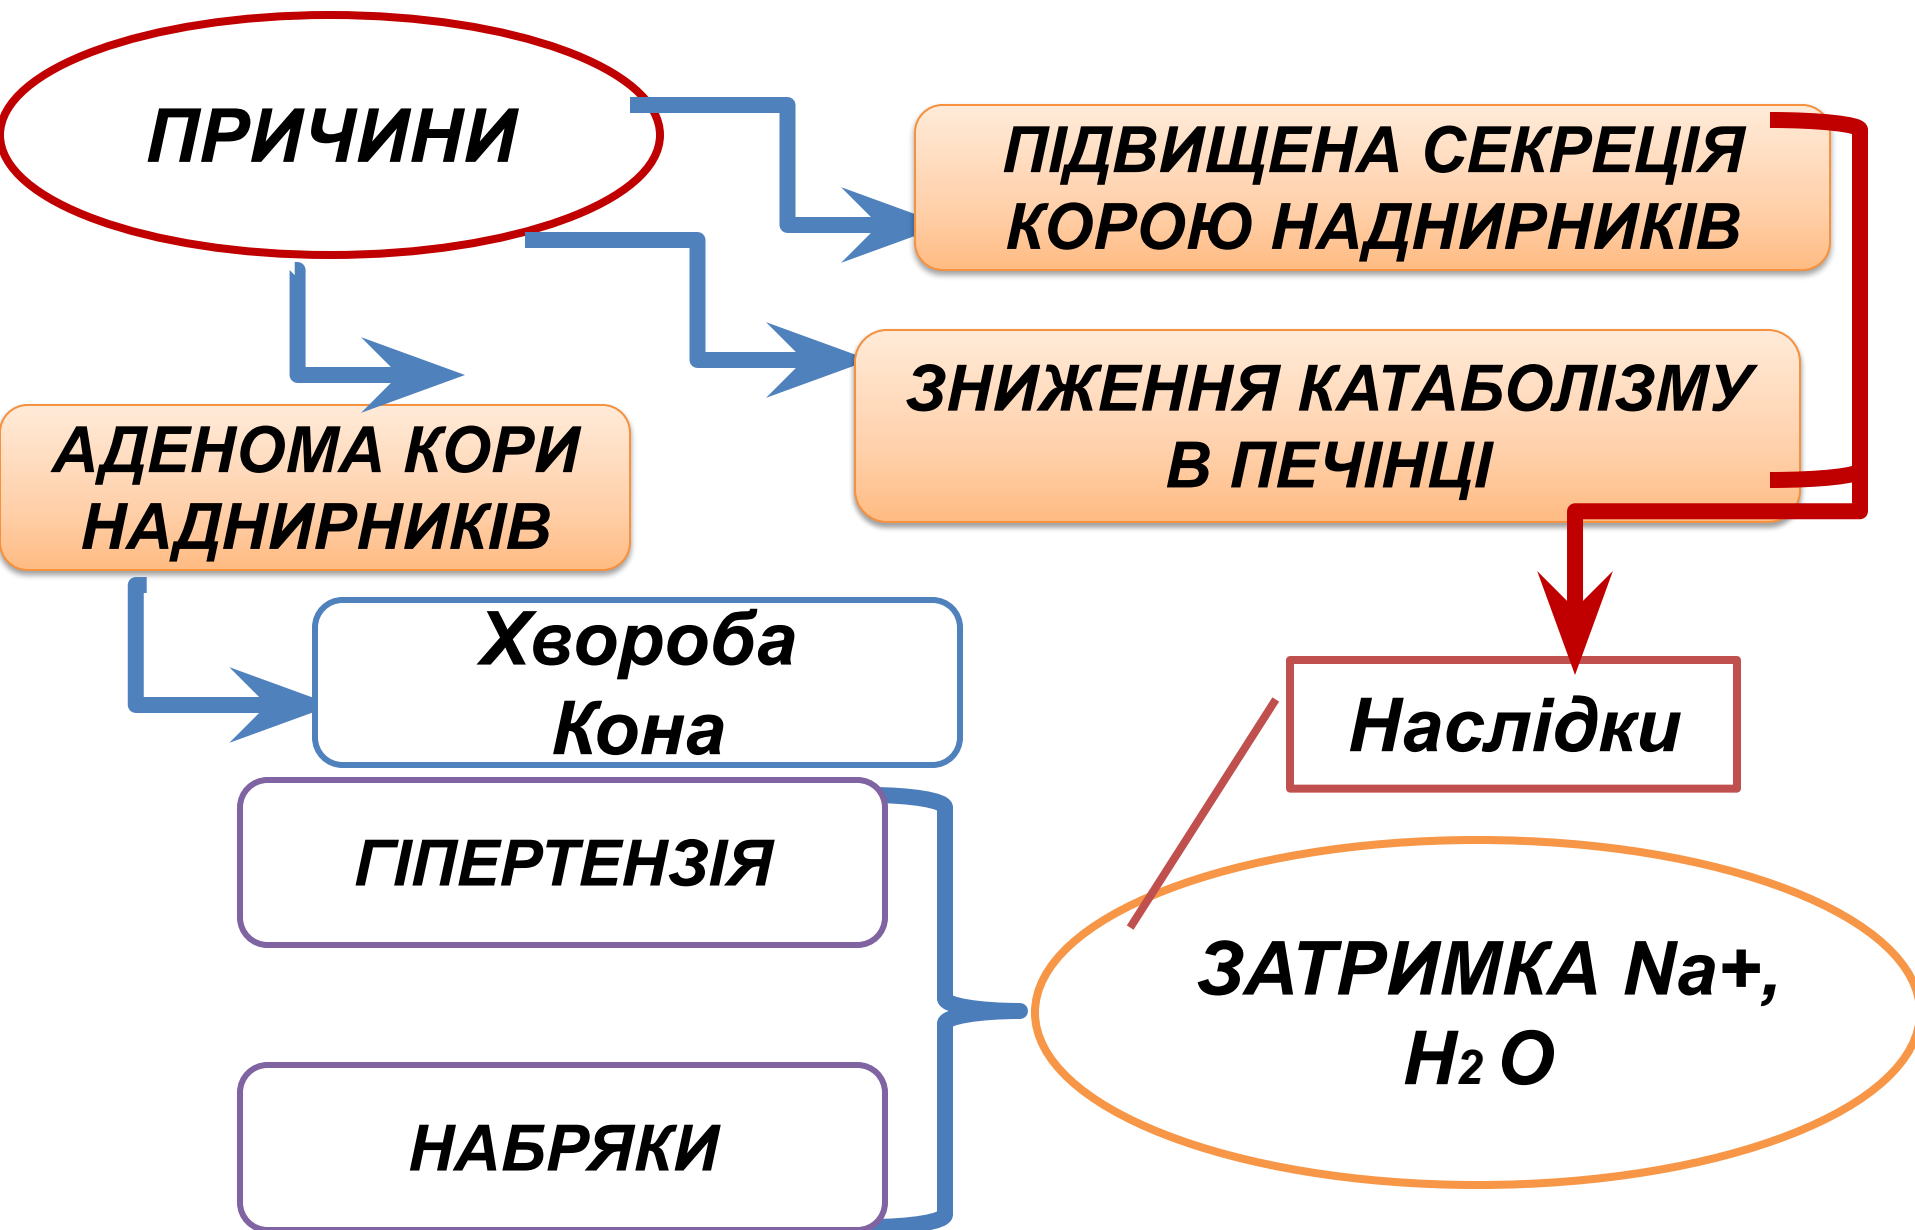 ПРИЧИНИ
ПІДВИЩЕНА СЕКРЕЦІЯ
КОРОЮ НАДНИРНИКІВ
ЗНИЖЕННЯ КАТАБОЛІЗМУ
В ПЕЧІНЦІ
АДЕНОМА КОРИ
НАДНИРНИКІВ
Хвороба
Кона
Наслідки
ГІПЕРТЕНЗІЯ
ЗАТРИМКА Na+,
H2 O
НАБРЯКИ